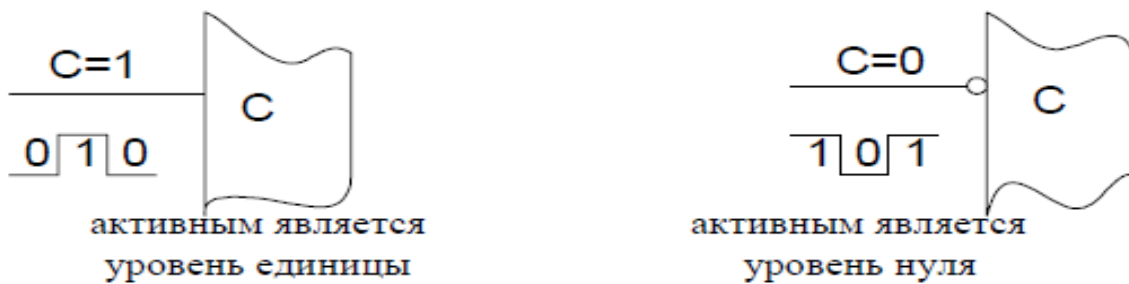 C=1
C
0 1 0
активным является
уровень единицы
C=0
C
1 0 1
активным является
уровень нуля